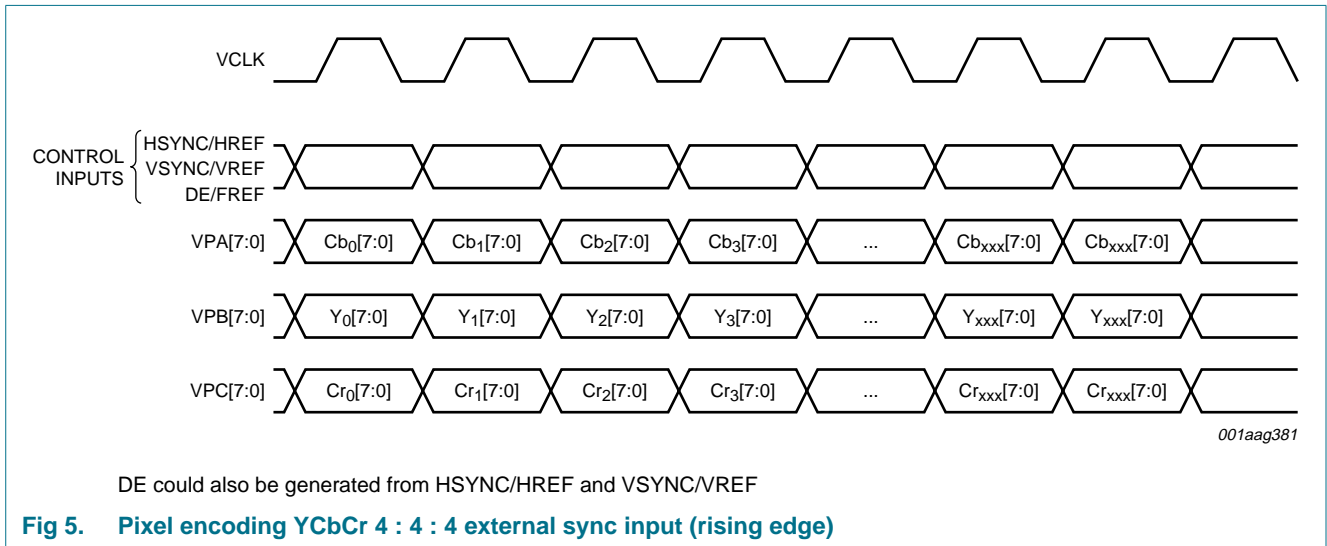 VCLK
CONTROL INPUTS
HSYNC/HREF
VSYNC/VREF
DE/FREF
VPA[7:0] Cb0[7:0] Cb1[7:0] Cb2[7:0] Cb3[7:0] ... Cbxxx[7:0] Cbxxx[7:0]
VPB[7:0] Y0[7:0] Y1[7:0] Y2[7:0] Y3[7:0] ... Yxxx[7:0] Yxxx[7:0]
VPC[7:0] Cr0[7:0] Cr1[7:0] Cr2[7:0] Cr3[7:0] ... Crxxx[7:0] Crxxx[7:0]
001aag381
DE could also be generated from HSYNC/HREF and VSYNC/VREF
Fig 5. Pixel encoding YCbCr 4 : 4 : 4 external sync input (rising edge)